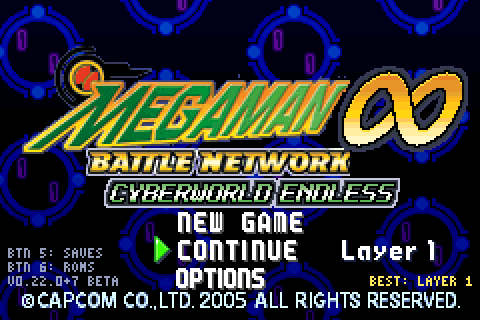 MEGAMAN ∞
BATTLE NETWORK
CYBERWORLD ENDLESS
NEW GAME
CONTINUE Layer 1
OPTIONS
BTN 5: SAVES
BTN 6: ROMS
V0.22.0+7 BETA
BEST: LAYER 1
©CAPCOM CO.,LTD. 2005 ALL RIGHTS RESERVED.